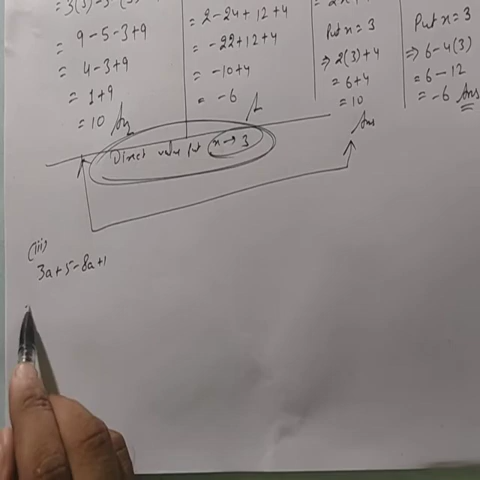 = 9-5-3+9
= 4-3+9
= 1+9
= 10 Ans
= 2-24+12+4
= -22+12+4
= -10+4
= -6
Put x = 3
⇒ 2(3)+4
= 6+4
= 10
Ans
Put x = 3
⇒ 6-4(3)
= 6-12
= -6 Ans
Direct value put x → 3
(iii)
3a+5-8a+1